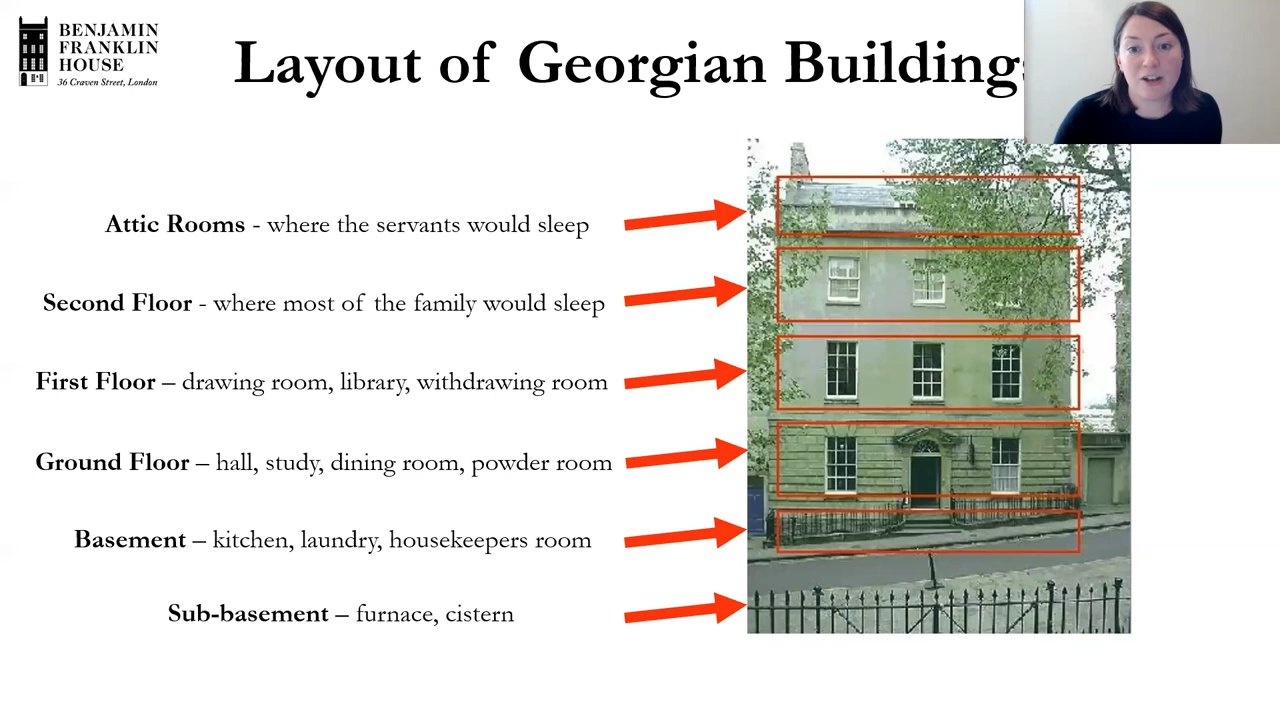 BENJAMIN
FRANKLIN
HOUSE
36 Craven Street, London
Layout of Georgian Buildings
Attic Rooms - where the servants would sleep
Second Floor - where most of the family would sleep
First Floor – drawing room, library, withdrawing room
Ground Floor – hall, study, dining room, powder room
Basement – kitchen, laundry, housekeepers room
Sub-basement – furnace, cistern